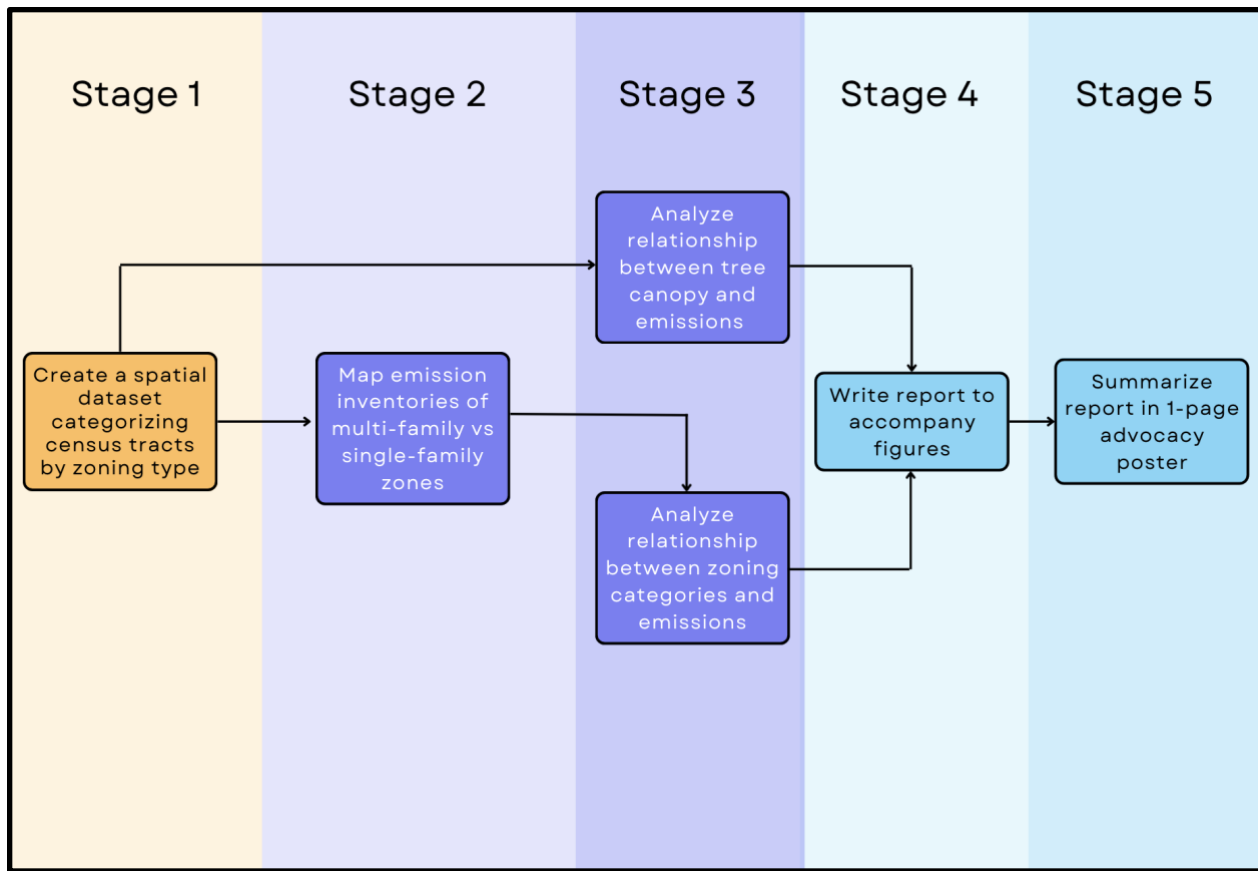 Stage 1
Stage 2
Stage 3
Stage 4
Stage 5
Create a spatial
dataset
categorizing
census tracts
by zoning type
Map emission
inventories of
multi-family vs
single-family
zones
Analyze
relationship
between tree
canopy and
emissions
Analyze
relationship
between zoning
categories and
emissions
Write report to
accompany
figures
Summarize
report in 1-page
advocacy
poster